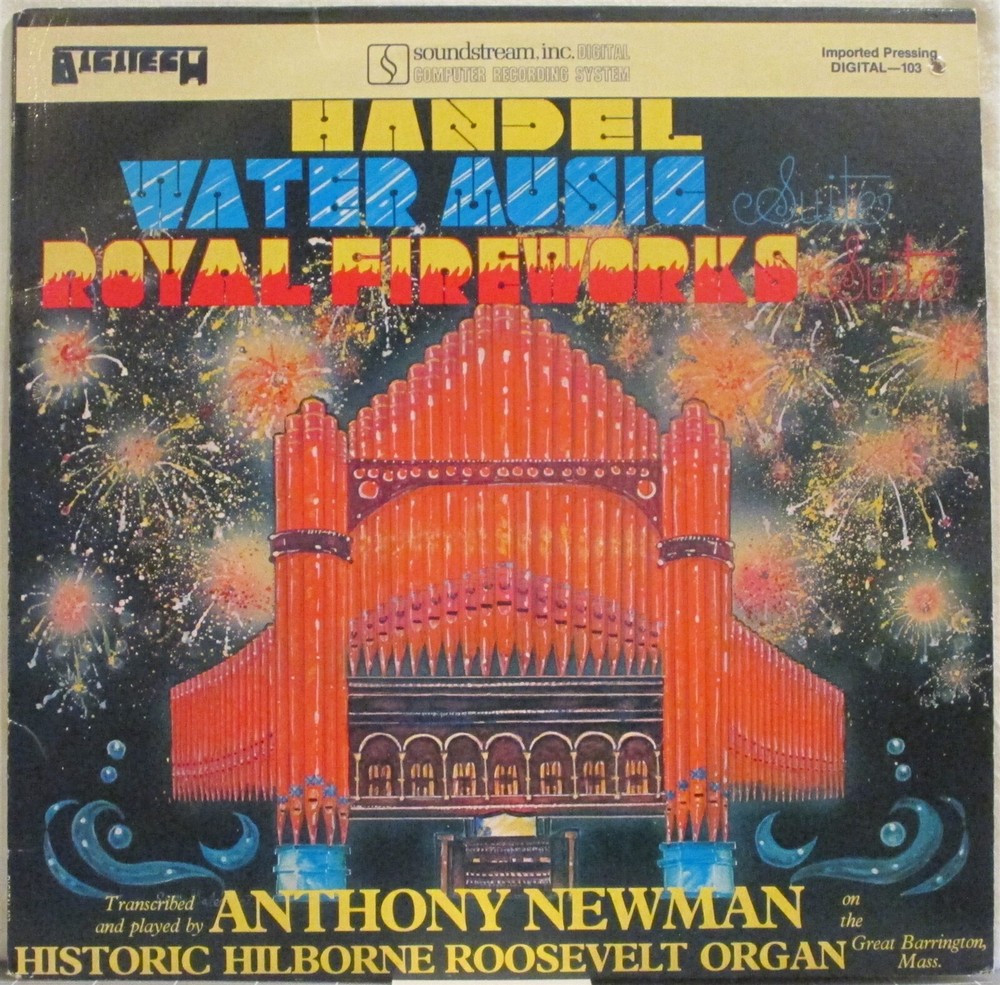 DIGITECH
soundstream, inc. DIGITAL
COMPUTER RECORDING SYSTEM
Imported Pressing
DIGITAL—103
HANDEL
WATER MUSIC Suite
ROYAL FIREWORKS Suite
Transcribed
and played by
ANTHONY NEWMAN
on
the
HISTORIC HILBORNE ROOSEVELT ORGAN
Great Barrington,
Mass.